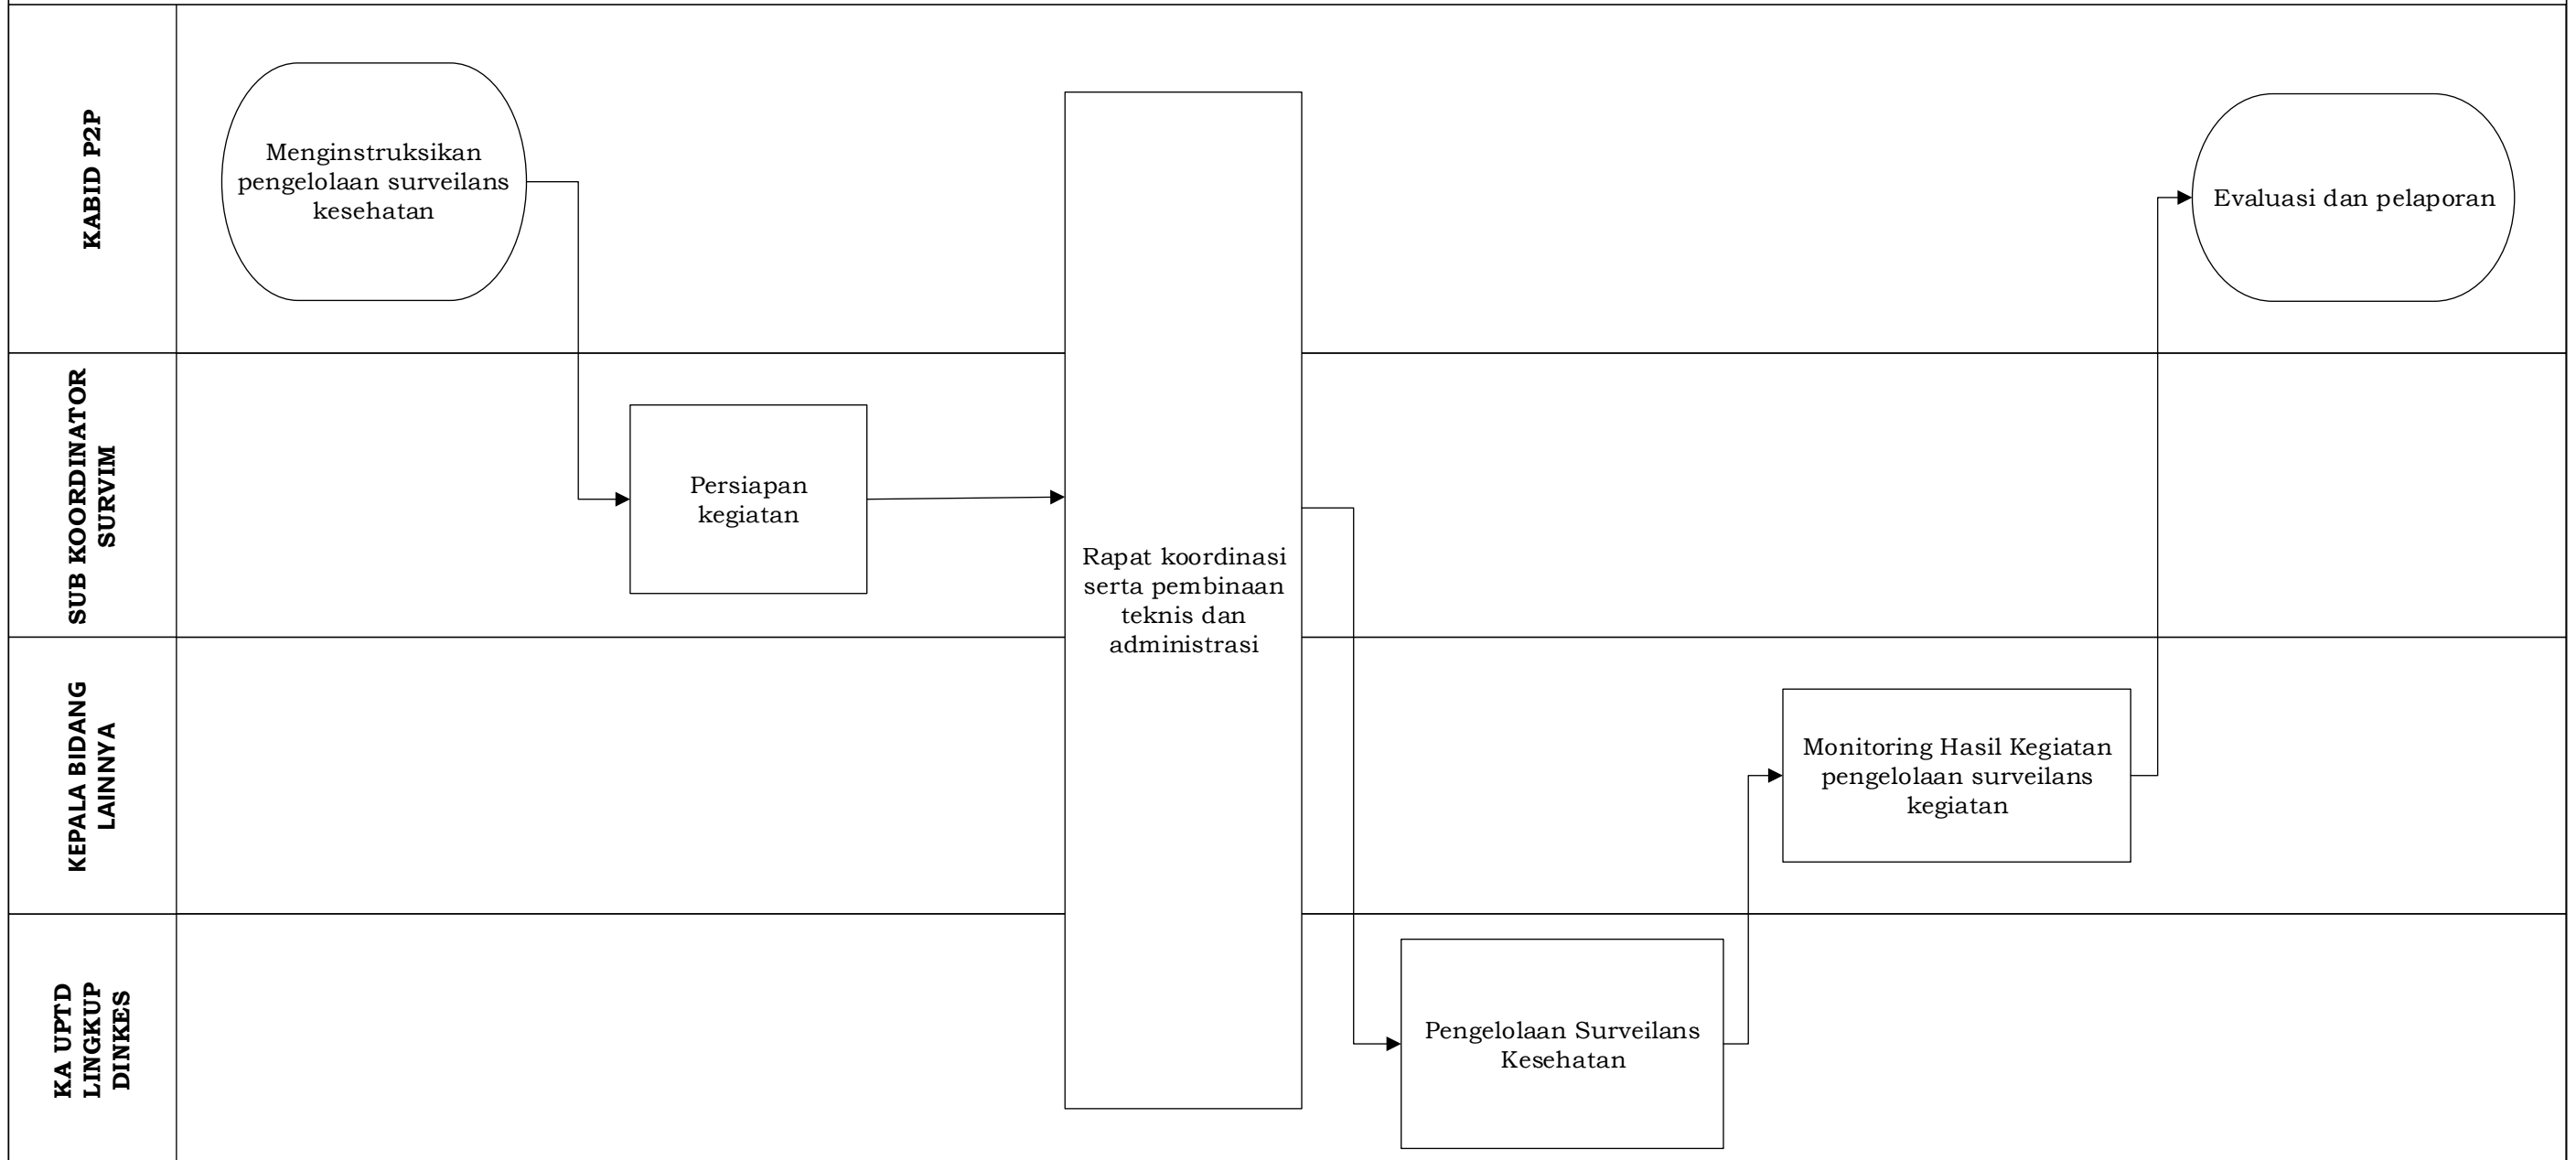 KABID P2P
Menginstruksikan
pengelolaan surveilans
kesehatan
Evaluasi dan pelaporan
SUB KOORDINATOR
SURVIM
Persiapan
kegiatan
Rapat koordinasi
serta pembinaan
teknis dan
administrasi
KEPALA BIDANG
LAINNYA
Monitoring Hasil Kegiatan
pengelolaan surveilans
kegiatan
KA UPTD
LINGKUP
DINKES
Pengelolaan Surveilans
Kesehatan